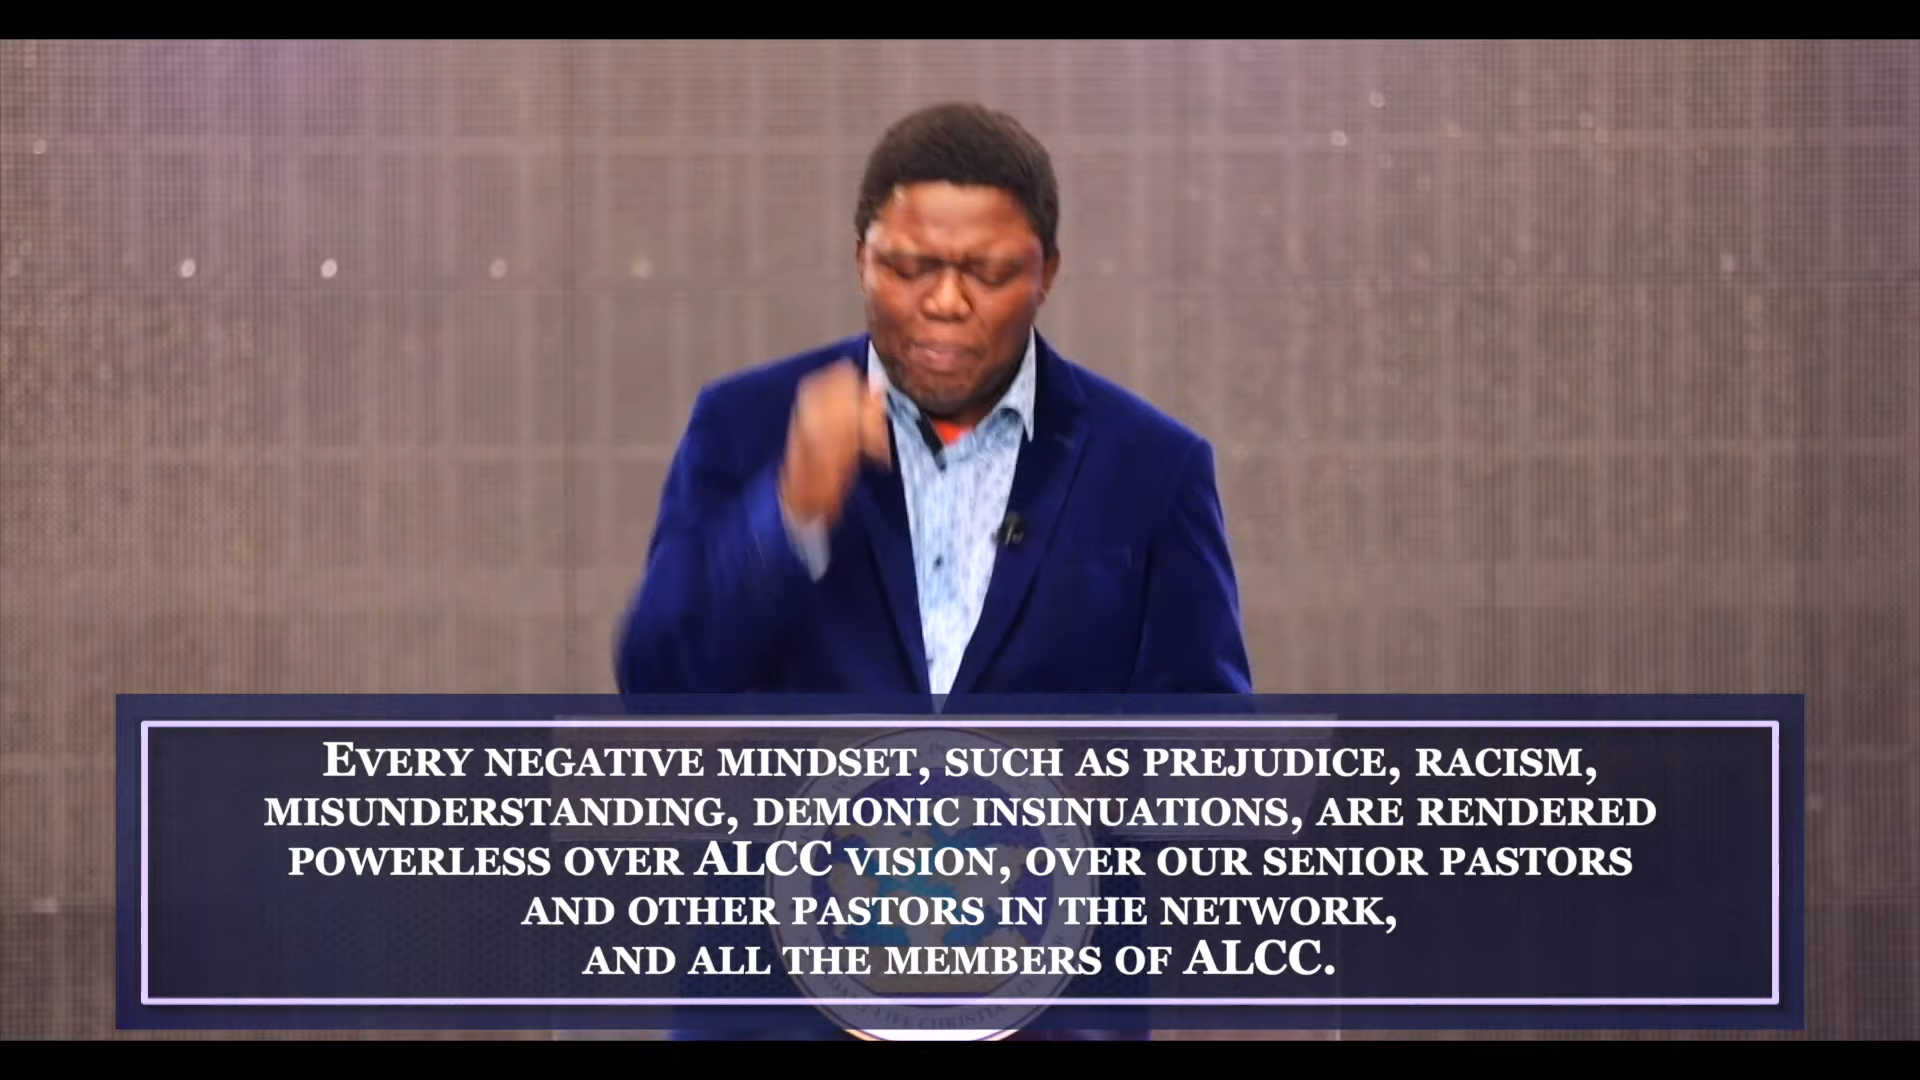 Every negative mindset, such as prejudice, racism,
misunderstanding, demonic insinuations, are rendered
powerless over ALCC vision, over our senior pastors
and other pastors in the network,
and all the members of ALCC.